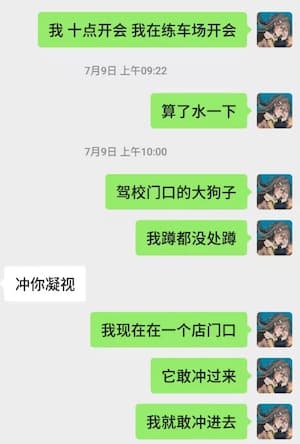 我 十点开会 我在练车场开会
7月9日 上午09:22
算了水一下
7月9日 上午10:00
驾校门口的大狗子
我蹲都没处蹲
冲你凝视
我现在在一个店门口
它敢冲过来
我就敢冲进去